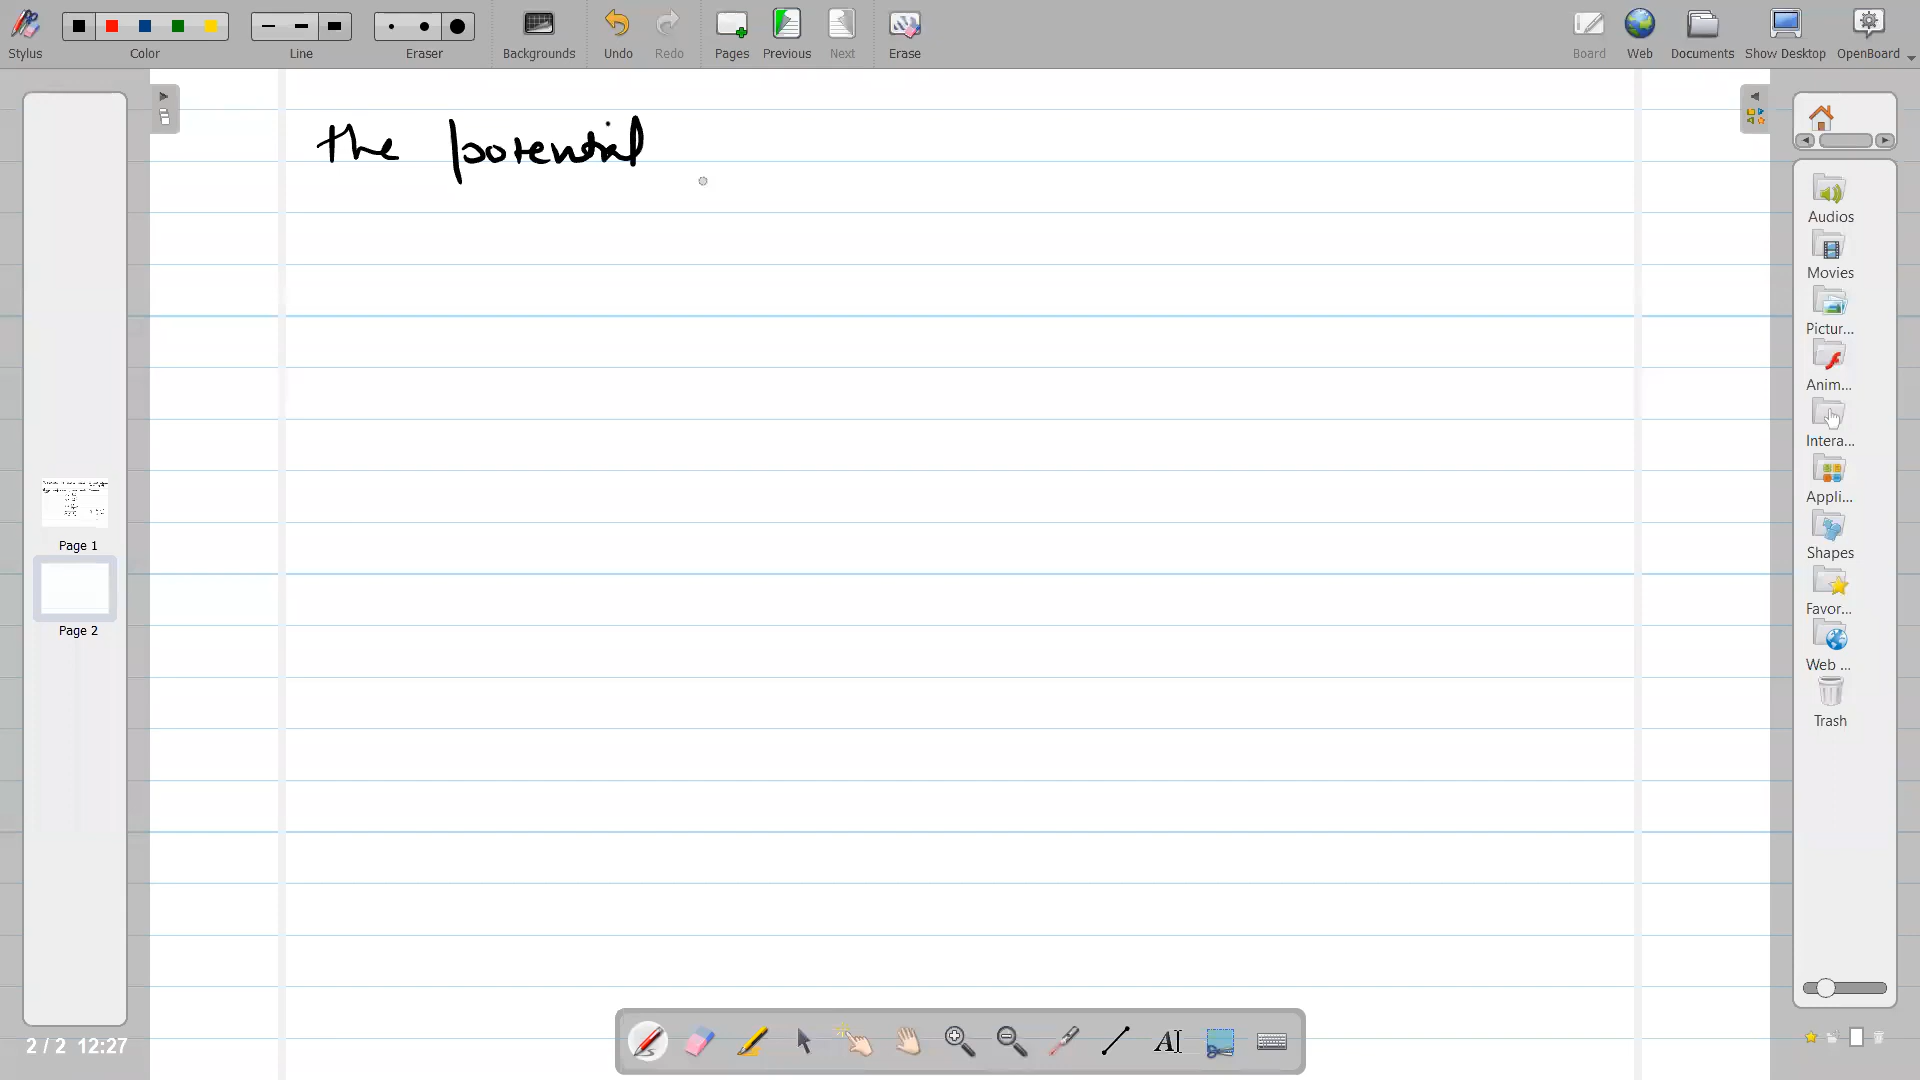 Stylus Color Line Eraser Backgrounds Undo Redo Pages Previous Next Erase Board Web Documents Show Desktop OpenBoard
the potential
Audios
Movies
Pictur...
Anim...
Intera...
Appli...
Shapes
Favor...
Web ...
Trash
Page 1
Page 2
2 / 2 12:27
AI